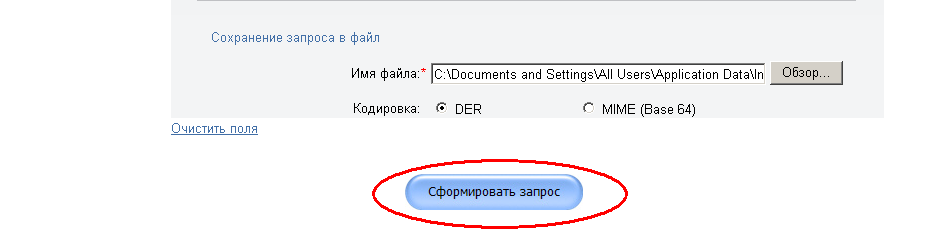 Сохранение запроса в файл
Имя файла:* C:\Documents and Settings\All Users\Application Data\In Обзор...
Кодировка: DER MIME (Base 64)
Очистить поля
Сформировать запрос